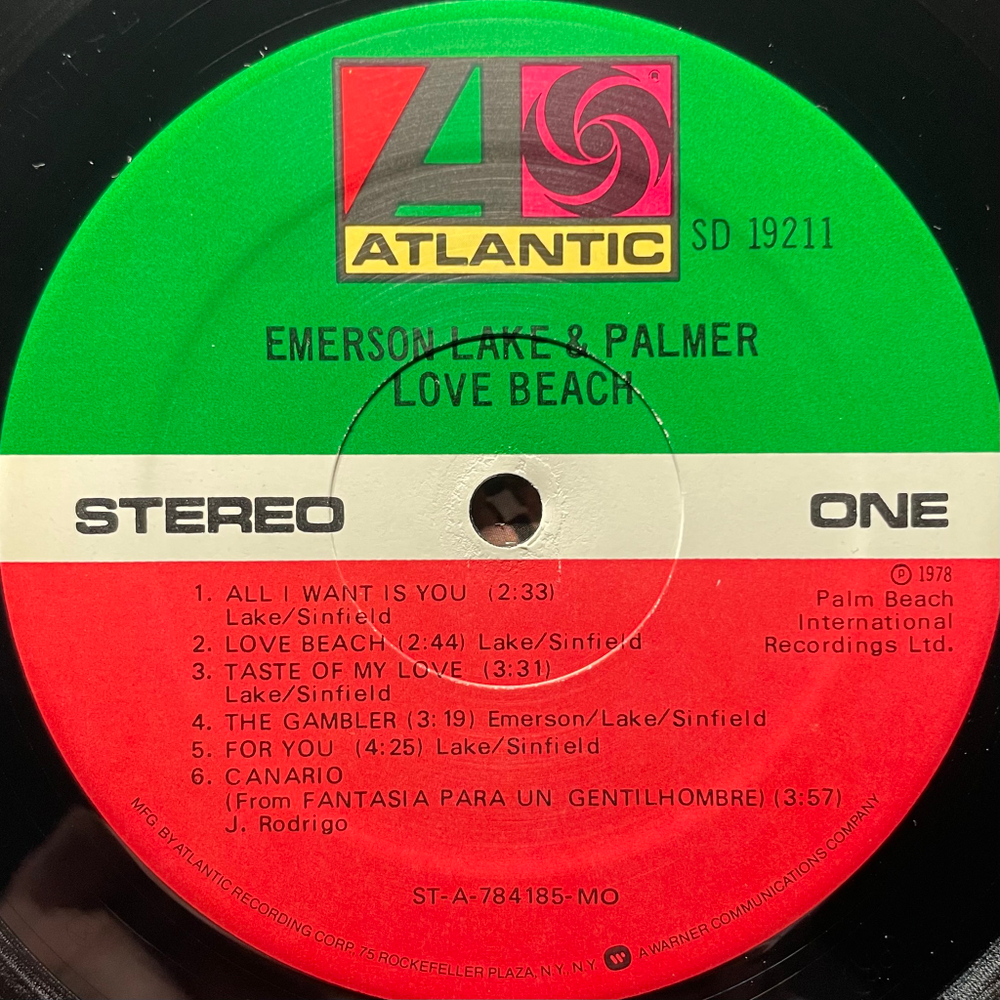 ®
ATLANTIC
SD 19211
EMERSON LAKE & PALMER
LOVE BEACH
STEREO
ONE
℗ 1978
Palm Beach
International
Recordings Ltd.
1. ALL I WANT IS YOU (2:33)
Lake/Sinfield
2. LOVE BEACH (2:44) Lake/Sinfield
3. TASTE OF MY LOVE (3:31)
Lake/Sinfield
4. THE GAMBLER (3:19) Emerson/Lake/Sinfield
5. FOR YOU (4:25) Lake/Sinfield
6. CANARIO
(From FANTASIA PARA UN GENTILHOMBRE) (3:57)
J. Rodrigo
ST-A-784185-MO
MFG BY ATLANTIC RECORDING CORP. 75 ROCKEFELLER PLAZA, N.Y. N.Y. A WARNER COMMUNICATIONS COMPANY